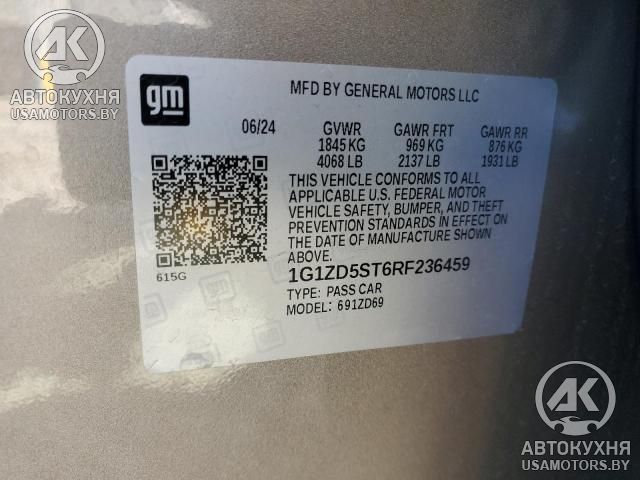 AK
АВТОКУХНЯ
USAMOTORS.BY
gm
MFD BY GENERAL MOTORS LLC
06/24 GVWR GAWR FRT GAWR RR
1845 KG 969 KG 876 KG
4068 LB 2137 LB 1931 LB
THIS VEHICLE CONFORMS TO ALL
APPLICABLE U.S. FEDERAL MOTOR
VEHICLE SAFETY, BUMPER, AND THEFT
PREVENTION STANDARDS IN EFFECT ON
THE DATE OF MANUFACTURE SHOWN
ABOVE.
615G
1G1ZD5ST6RF236459
TYPE: PASS CAR
MODEL: 691ZD69
AK
АВТОКУХНЯ
USAMOTORS.BY